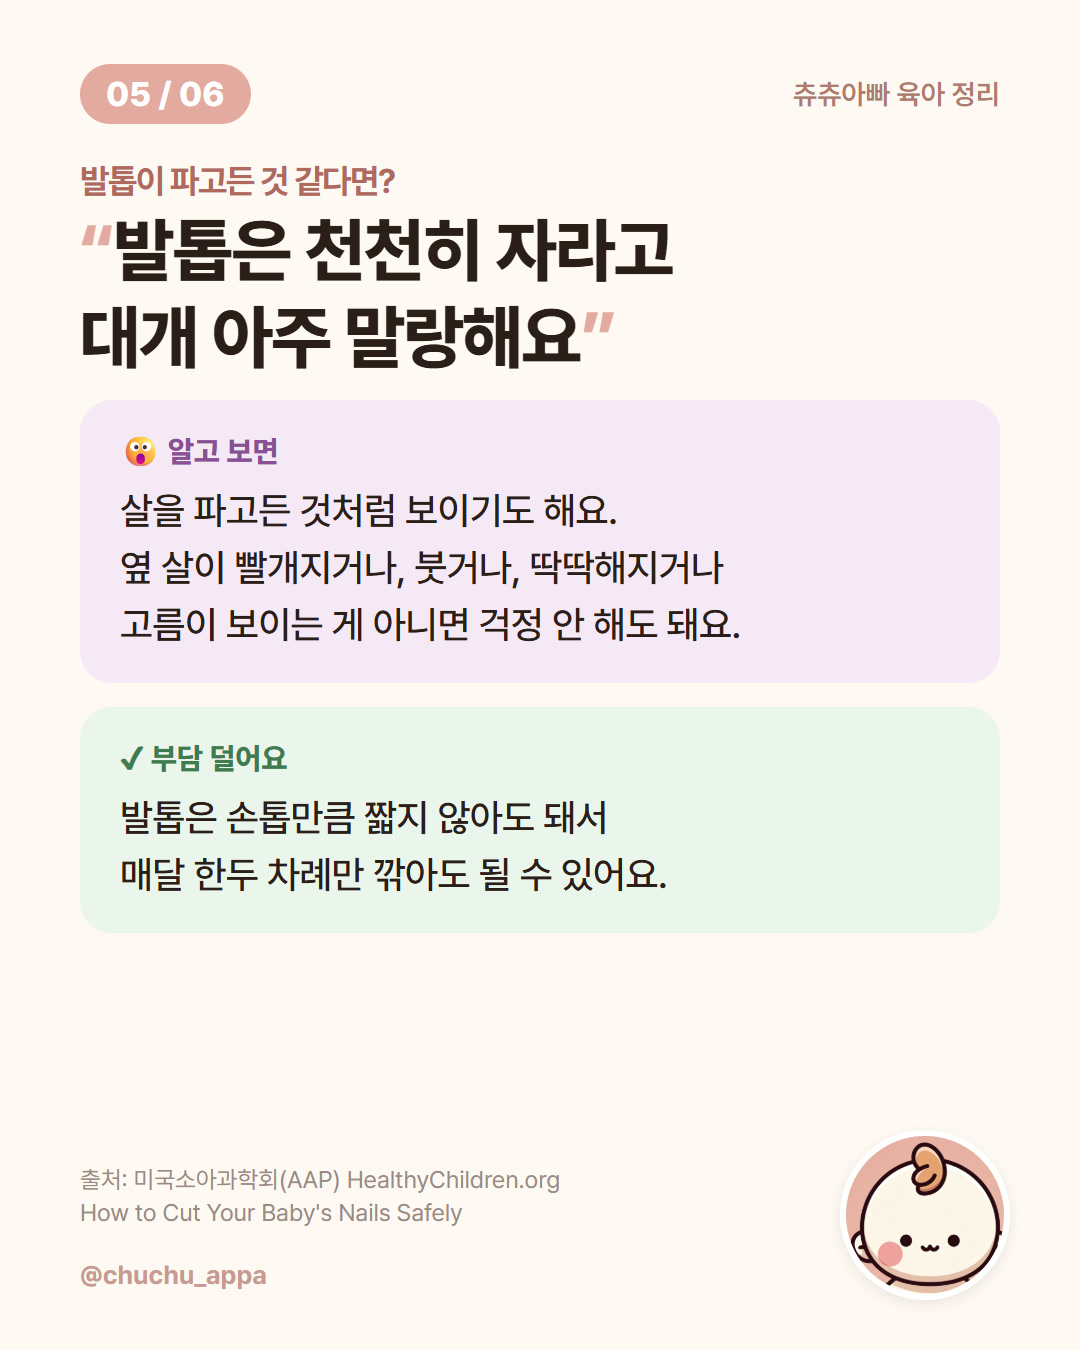 05 / 06
츄츄아빠 육아 정리
발톱이 파고든 것 같다면?
“발톱은 천천히 자라고
대개 아주 말랑해요”
😲 알고 보면
살을 파고든 것처럼 보이기도 해요.
옆 살이 빨개지거나, 붓거나, 딱딱해지거나
고름이 보이는 게 아니면 걱정 안 해도 돼요.
✓ 부담 덜어요
발톱은 손톱만큼 짧지 않아도 돼서
매달 한두 차례만 깎아도 될 수 있어요.
출처: 미국소아과학회(AAP) HealthyChildren.org
How to Cut Your Baby's Nails Safely
@chuchu_appa